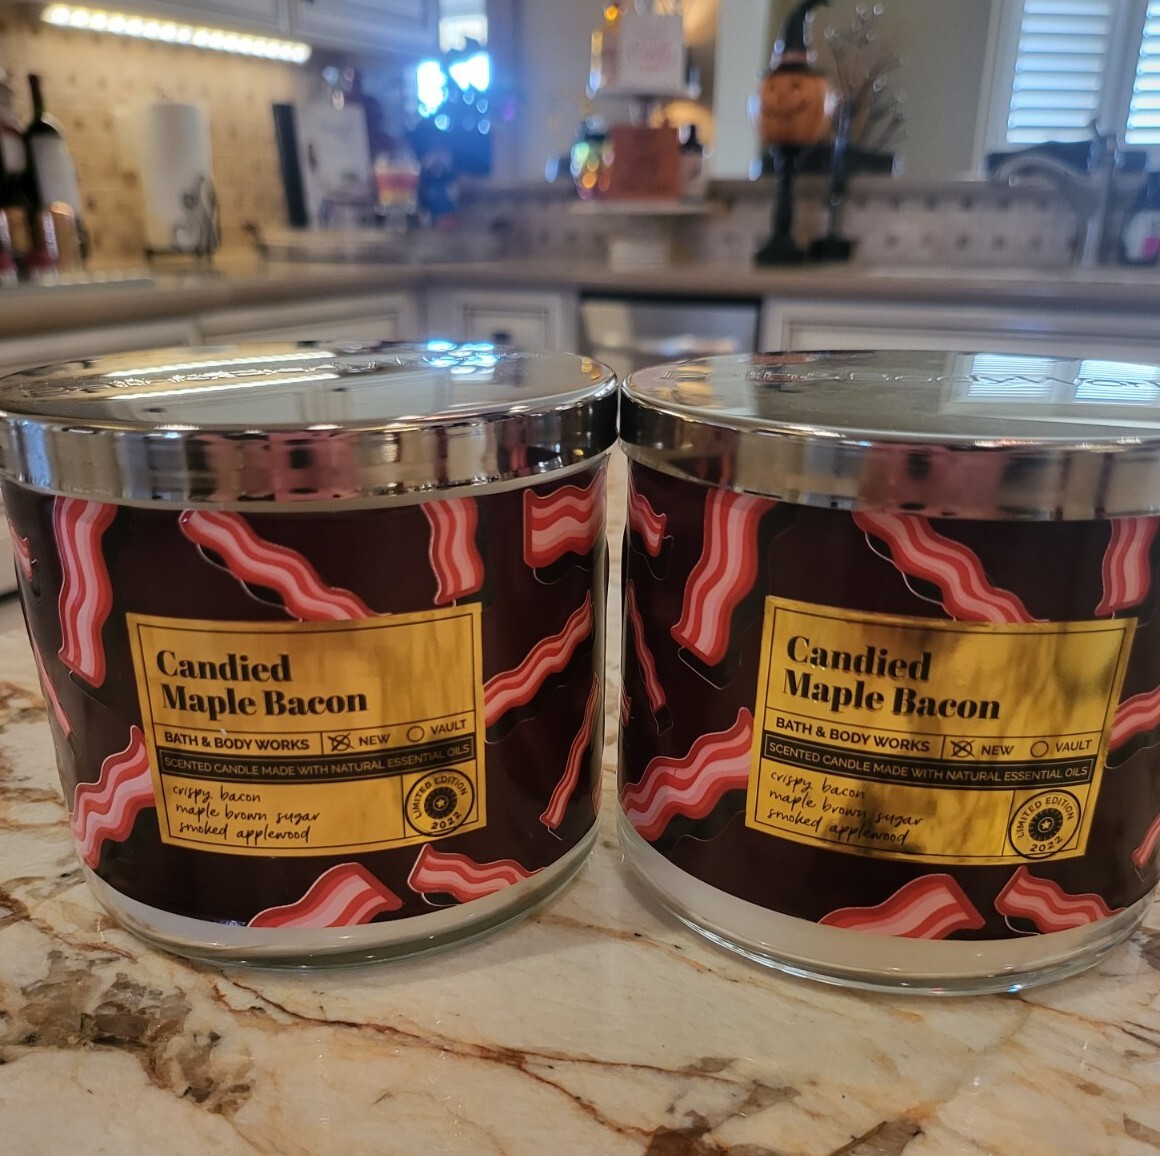 Candied
Maple Bacon
BATH & BODY WORKS NEW VAULT
SCENTED CANDLE MADE WITH NATURAL ESSENTIAL OILS
crispy bacon
maple brown sugar
smoked applewood
LIMITED EDITION
2022
Candied
Maple Bacon
BATH & BODY WORKS NEW VAULT
SCENTED CANDLE MADE WITH NATURAL ESSENTIAL OILS
crispy bacon
maple brown sugar
smoked applewood
LIMITED EDITION
2022